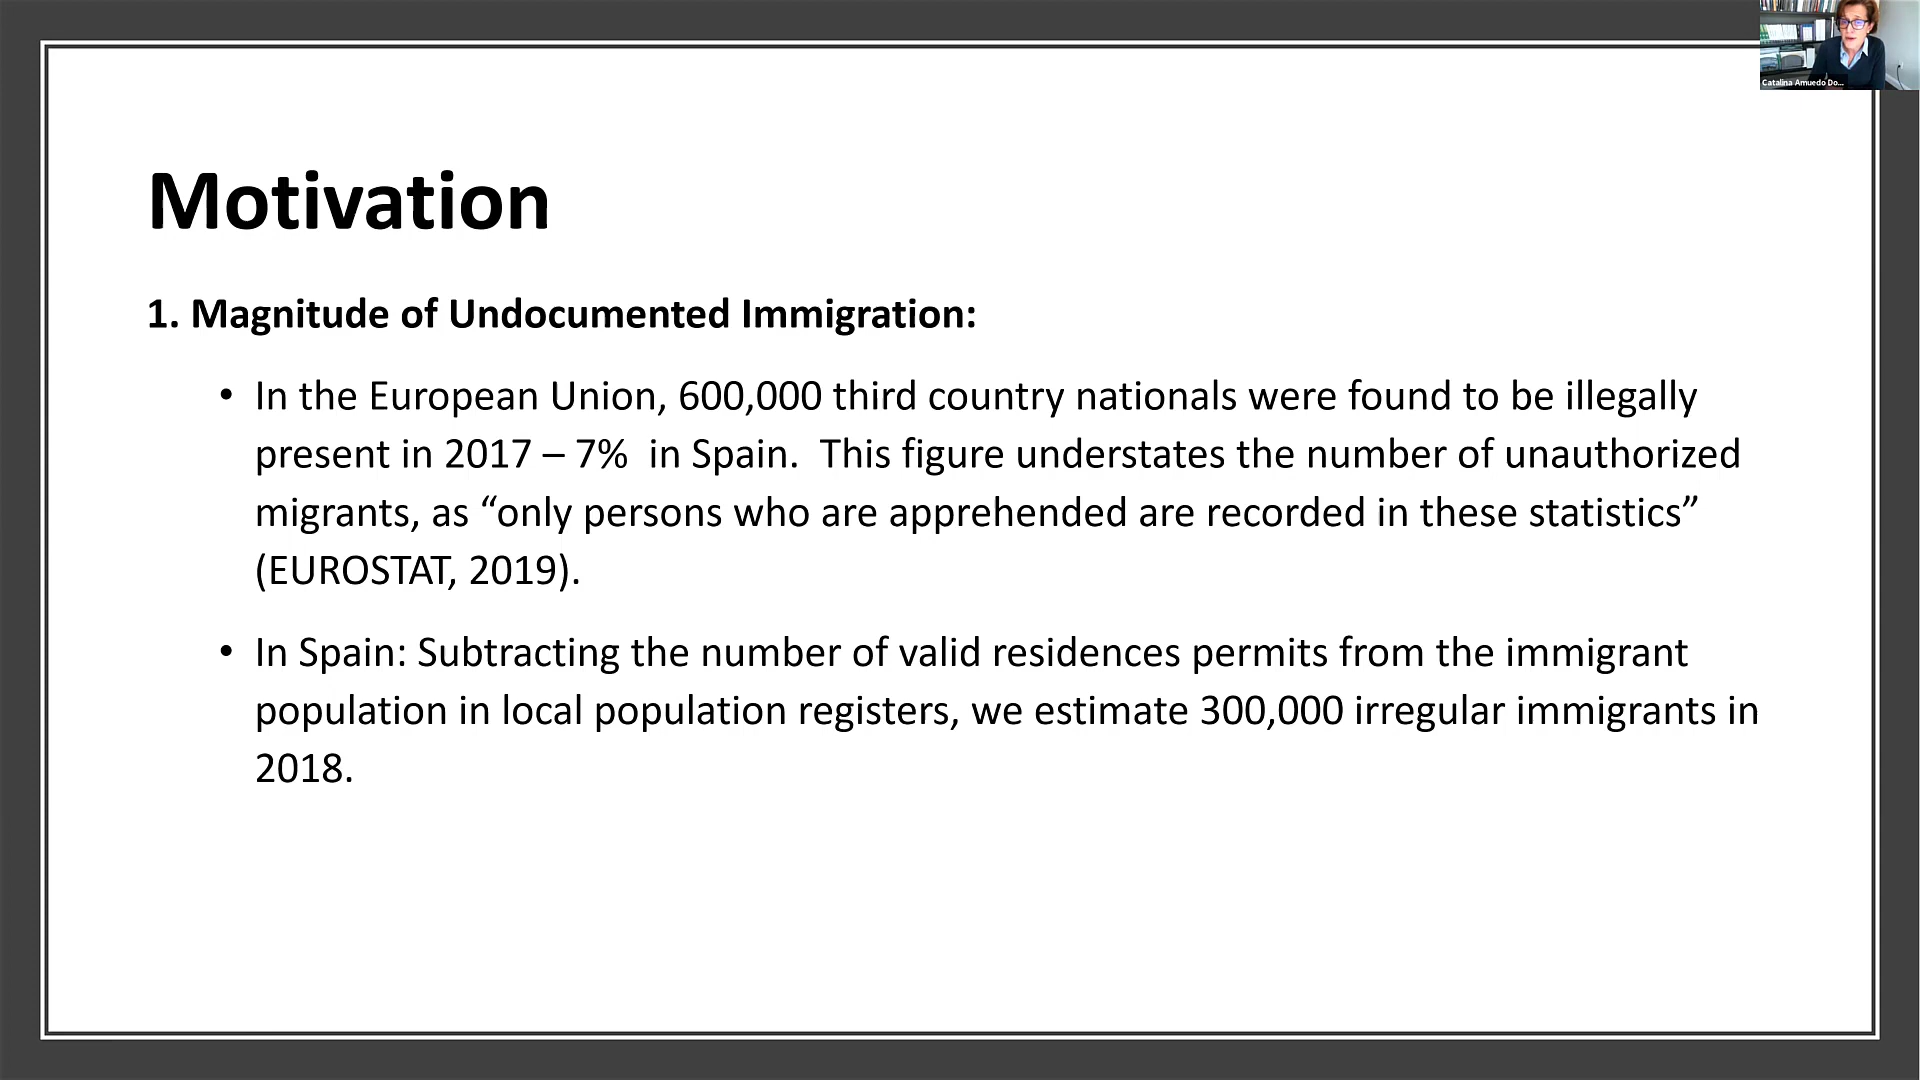 Catalina Amuedo Do...
Motivation
1. Magnitude of Undocumented Immigration:
• In the European Union, 600,000 third country nationals were found to be illegally
present in 2017 – 7%  in Spain.  This figure understates the number of unauthorized
migrants, as “only persons who are apprehended are recorded in these statistics”
(EUROSTAT, 2019).
• In Spain: Subtracting the number of valid residences permits from the immigrant
population in local population registers, we estimate 300,000 irregular immigrants in
2018.